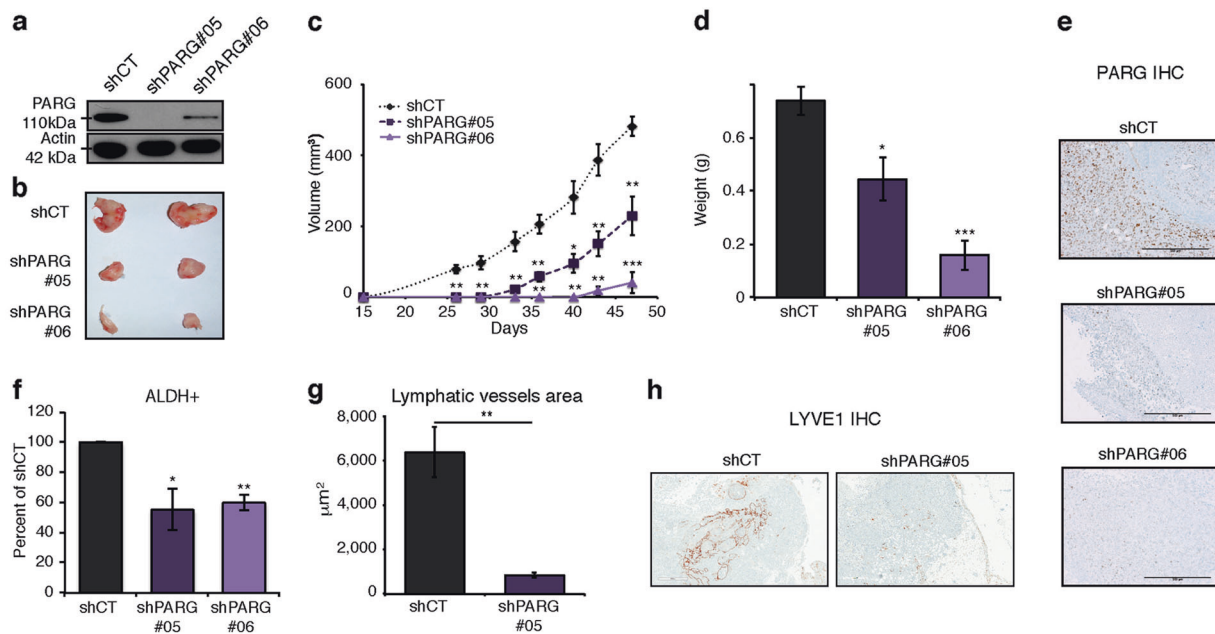 a
shCT
shPARG#05
shPARG#06
PARG
110kDa
Actin
42 kDa
b
shCT
shPARG
#05
shPARG
#06
c
Volume (mm³)
600
400
200
0
15 20 25 30 35 40 45 50
Days
shCT
shPARG#05
shPARG#06
** ** ** ** * ** **
** ** ** ***
d
Weight (g)
0.6
0.4
0.2
0
*
***
shCT
shPARG
#05
shPARG
#06
e
PARG IHC
shCT
shPARG#05
shPARG#06
f
ALDH+
Percent of shCT
120
100
80
60
40
20
0
*
**
shCT
shPARG
#05
shPARG
#06
g
Lymphatic vessels area
µm²
8,000
6,000
4,000
2,000
0
**
shCT
shPARG
#05
h
LYVE1 IHC
shCT
shPARG#05